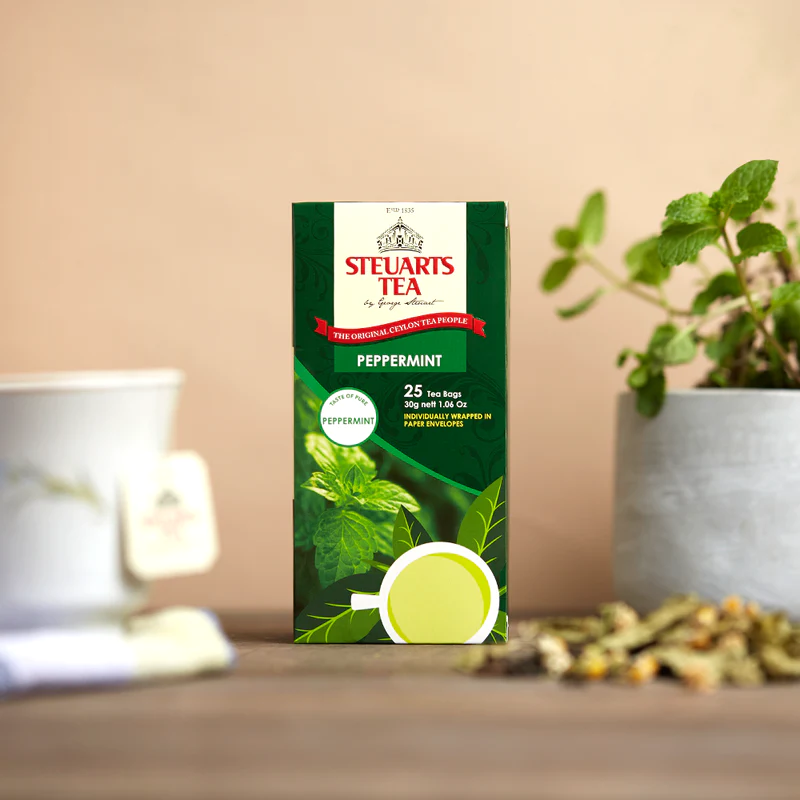 ESTD 1835
STEUARTS
TEA
by George Steuart
THE ORIGINAL CEYLON TEA PEOPLE
PEPPERMINT
25 Tea Bags
30g nett 1.06 Oz
INDIVIDUALLY WRAPPED IN
PAPER ENVELOPES
TASTE OF PURE
PEPPERMINT